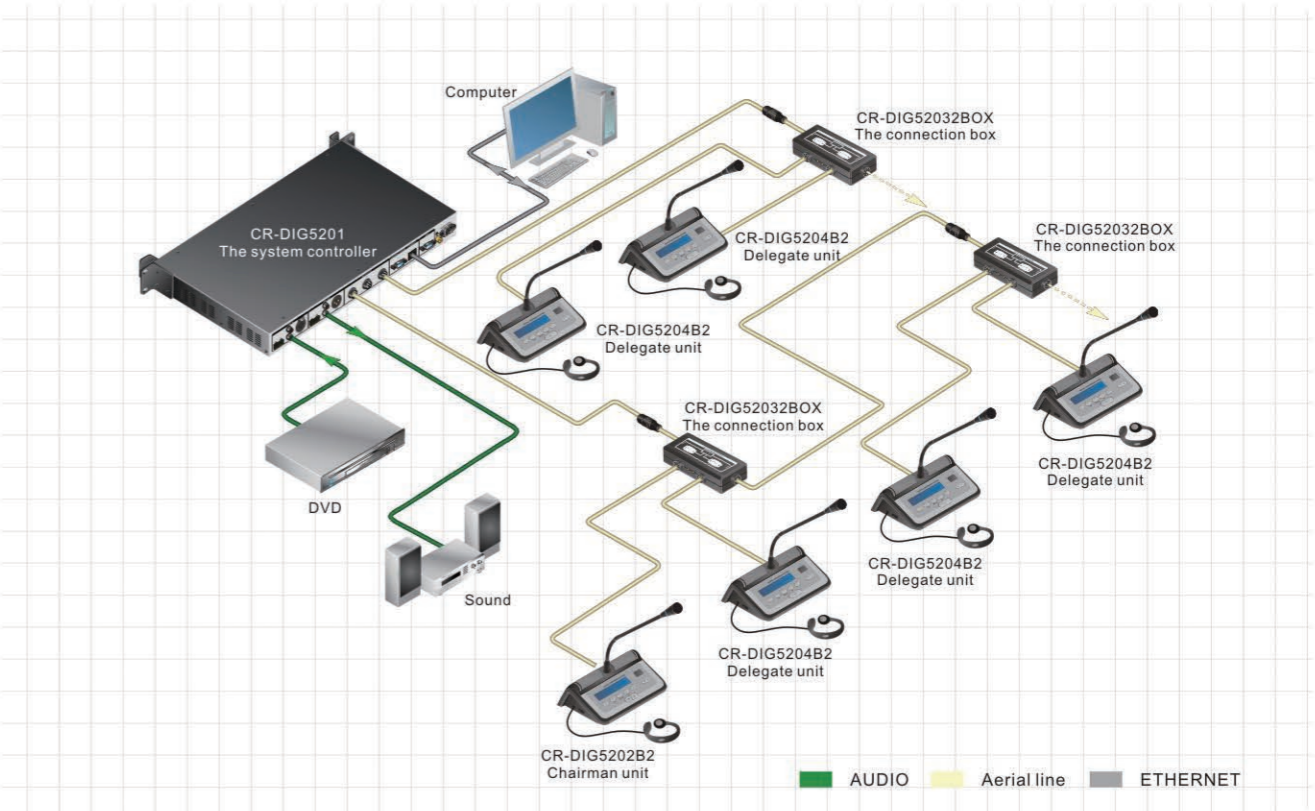 Computer
CR-DIG52032BOX
The connection box
CR-DIG5201
The system controller
CR-DIG5204B2
Delegate unit
CR-DIG52032BOX
The connection box
CR-DIG5204B2
Delegate unit
CR-DIG52032BOX
The connection box
CR-DIG5204B2
Delegate unit
DVD
CR-DIG5204B2
Delegate unit
Sound
CR-DIG5204B2
Delegate unit
CR-DIG5202B2
Chairman unit
AUDIO
Aerial line
ETHERNET